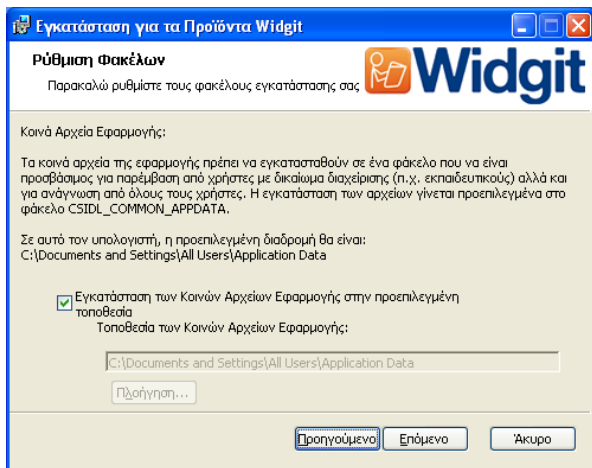 Εγκατάσταση για τα Προϊόντα Widgit
Ρύθμιση Φακέλων
Παρακαλώ ρυθμίστε τους φακέλους εγκατάστασης σας
Widgit
Κοινά Αρχεία Εφαρμογής:
Τα κοινά αρχεία της εφαρμογής πρέπει να εγκατασταθούν σε ένα φάκελο που να είναι
προσβάσιμος για παρέμβαση από χρήστες με δικαίωμα διαχείρισης (π.χ. εκπαιδευτικούς) αλλά και
για ανάγνωση από όλους τους χρήστες. Η εγκατάσταση των αρχείων γίνεται προεπιλεγμένα στο
φάκελο CSIDL_COMMON_APPDATA.
Σε αυτό τον υπολογιστή, η προεπιλεγμένη διαδρομή θα είναι:
C:\Documents and Settings\All Users\Application Data
Εγκατάσταση των Κοινών Αρχείων Εφαρμογής στην προεπιλεγμένη
τοποθεσία
Τοποθεσία των Κοινών Αρχείων Εφαρμογής:
C:\Documents and Settings\All Users\Application Data
Πλοήγηση...
Προηγούμενο Επόμενο Άκυρο